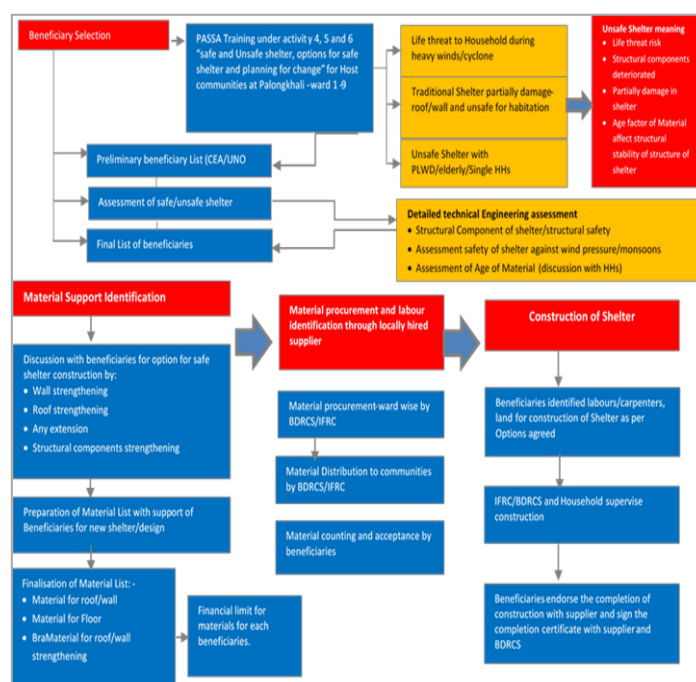 Beneficiary Selection
PASSA Training under activity 4, 5 and 6
“safe and Unsafe shelter, options for safe
shelter and planning for change” for Host
communities at Palongkhali -ward 1-9
Life threat to Household during
heavy winds/cyclone
Traditional Shelter partially damage-
roof/wall and unsafe for habitation
Unsafe Shelter with
PLWD/elderly/Single HHs
Unsafe Shelter meaning
• Life threat risk
• Structural components
deteriorated
• Partially damage in
shelter
• Age factor of Material
affect structural
stability of structure of
shelter
Preliminary beneficiary List (CEA/UNO
Assessment of safe/unsafe shelter
Final List of beneficiaries
Detailed technical Engineering assessment
• Structural Component of shelter/structural safety
• Assessment safety of shelter against wind pressure/monsoons
• Assessment of Age of Material (discussion with HHs)
Material Support Identification
Discussion with beneficiaries for option for safe
shelter construction by:
• Wall strengthening
• Roof strengthening
• Any extension
• Structural components strengthening
Preparation of Material List with support of
Beneficiaries for new shelter/design
Finalisation of Material List: -
• Material for roof/wall
• Material for Floor
• BraMaterial for roof/wall
strengthening
Financial limit for
materials for each
beneficiaries.
Material procurement and labour
identification through locally hired
supplier
Material procurement-ward wise by
BDRCS/IFRC
Material Distribution to communities
by BDRCS/IFRC
Material counting and acceptance by
beneficiaries
Construction of Shelter
Beneficiaries identified labours/carpenters,
land for construction of Shelter as per
Options agreed
IFRC/BDRCS and Household supervise
construction
Beneficiaries endorse the completion of
construction with supplier and sign the
completion certificate with supplier and
BDRCS